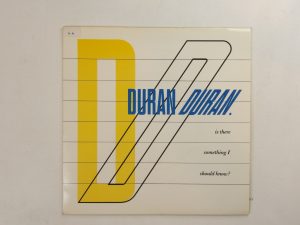 DURAN DURAN.
is there
something I
should know?